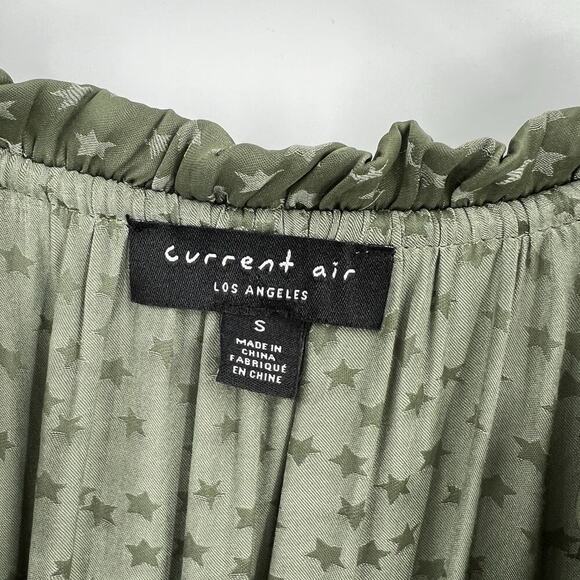 current air
LOS ANGELES
S
MADE IN
CHINA
FABRIQUÉ
EN CHINE